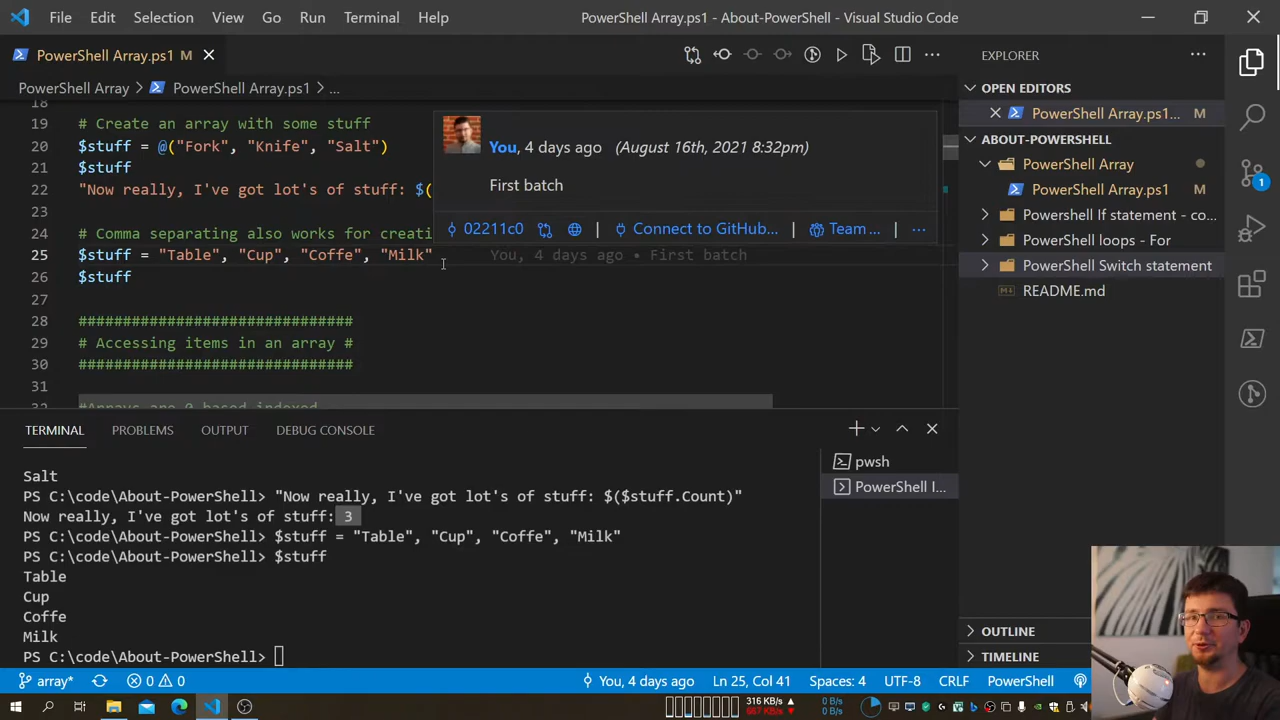 File Edit Selection View Go Run Terminal Help
PowerShell Array.ps1 - About-PowerShell - Visual Studio Code
PowerShell Array.ps1 M
PowerShell Array > PowerShell Array.ps1 > ...
18
19 # Create an array with some stuff
20 $stuff = @("Fork", "Knife", "Salt")
21 $stuff
22 "Now really, I've got lot's of stuff: $(
23
24 # Comma separating also works for creati
25 $stuff = "Table", "Cup", "Coffe", "Milk" You, 4 days ago • First batch
26 $stuff
27
28 ##############################
29 # Accessing items in an array #
30 ##############################
31
32 #Arrays are 0 based indexed
You, 4 days ago (August 16th, 2021 8:32pm)
First batch
02211c0 | Connect to GitHub... | Team... | ...
EXPLORER
OPEN EDITORS
PowerShell Array.ps1... M
ABOUT-POWERSHELL
PowerShell Array
PowerShell Array.ps1 M
Powershell If statement - co...
PowerShell loops - For
PowerShell Switch statement
README.md
OUTLINE
TIMELINE
1
TERMINAL PROBLEMS OUTPUT DEBUG CONSOLE
Salt
PS C:\code\About-PowerShell> "Now really, I've got lot's of stuff: $($stuff.Count)"
Now really, I've got lot's of stuff: 3
PS C:\code\About-PowerShell> $stuff = "Table", "Cup", "Coffe", "Milk"
PS C:\code\About-PowerShell> $stuff
Table
Cup
Coffe
Milk
PS C:\code\About-PowerShell>
pwsh
PowerShell I...
array* 0 0 You, 4 days ago Ln 25, Col 41 Spaces: 4 UTF-8 CRLF PowerShell
316 KB/s
667 KB/s
0 B/s
0 B/s